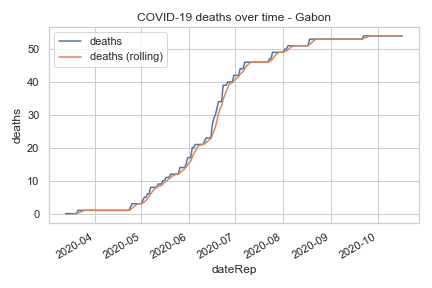 COVID-19 deaths over time - Gabon
deaths
deaths (rolling)
50
40
30
20
10
0
deaths
2020-04
2020-05
2020-06
2020-07
2020-08
2020-09
2020-10
dateRep